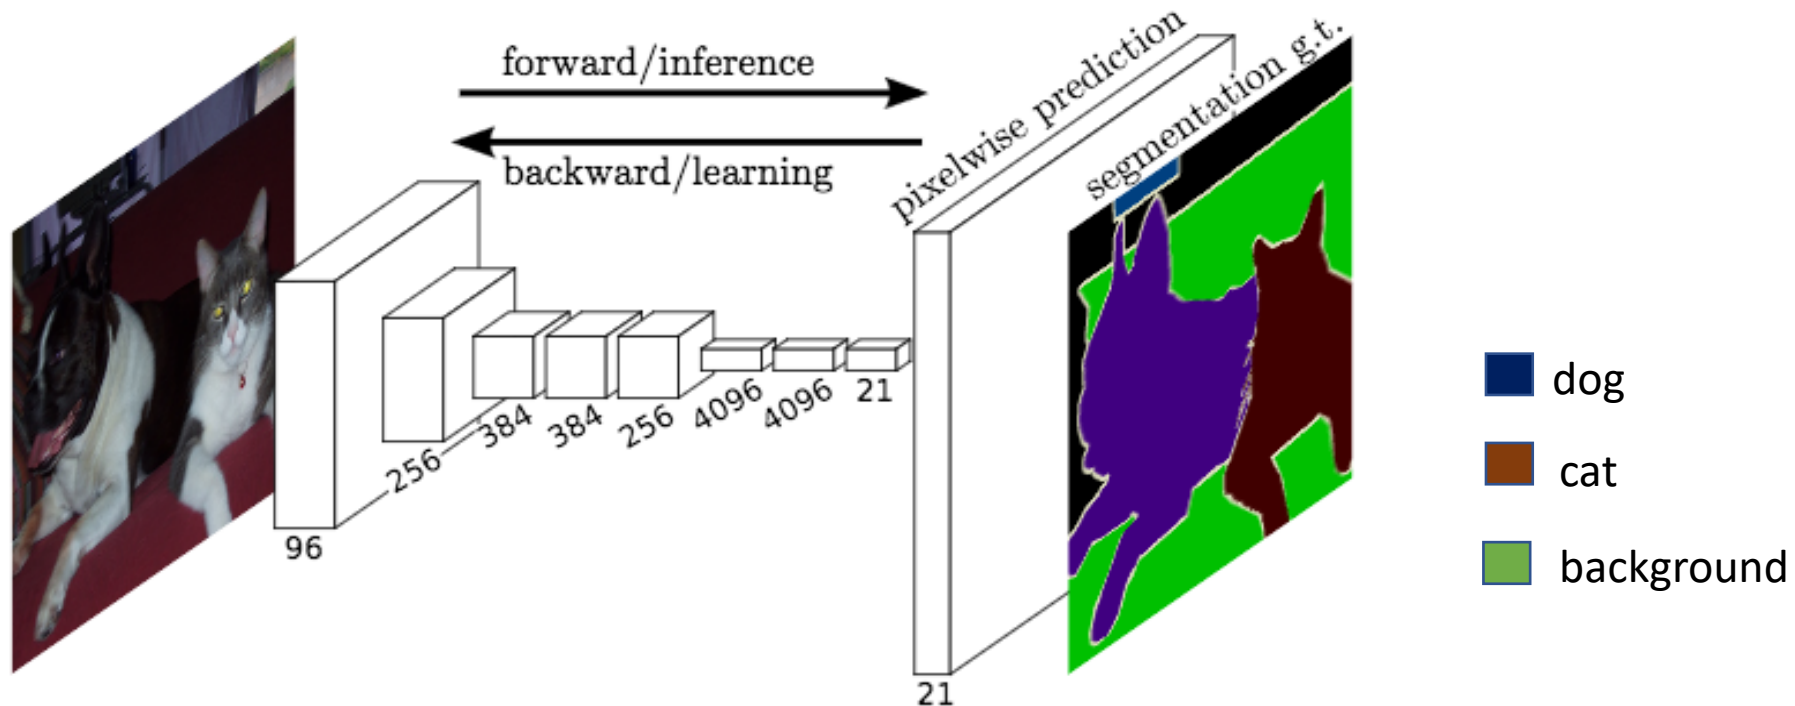 forward/inference
backward/learning
pixelwise prediction
segmentation g.t.
96
256
384
384
256
4096
4096
21
21
dog
cat
background